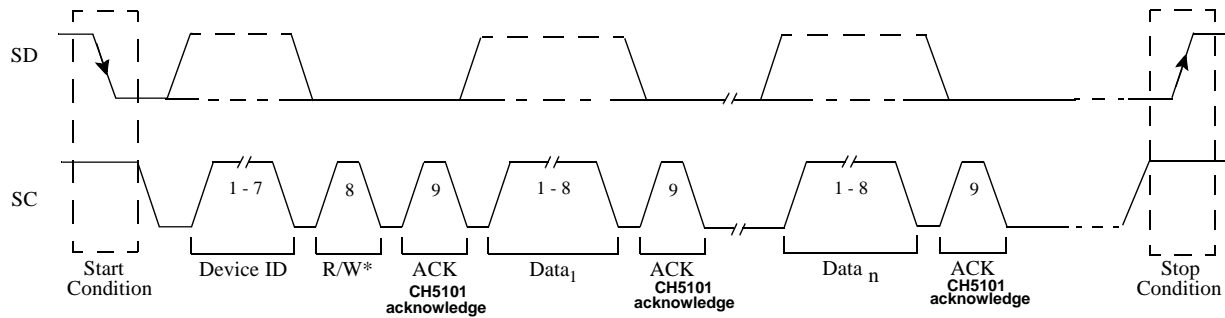 SD
SC
1 - 7
8
9
1 - 8
9
1 - 8
9
Start
Condition
Device ID
R/W*
ACK
CH5101
acknowledge
Data1
ACK
CH5101
acknowledge
Data n
ACK
CH5101
acknowledge
Stop
Condition